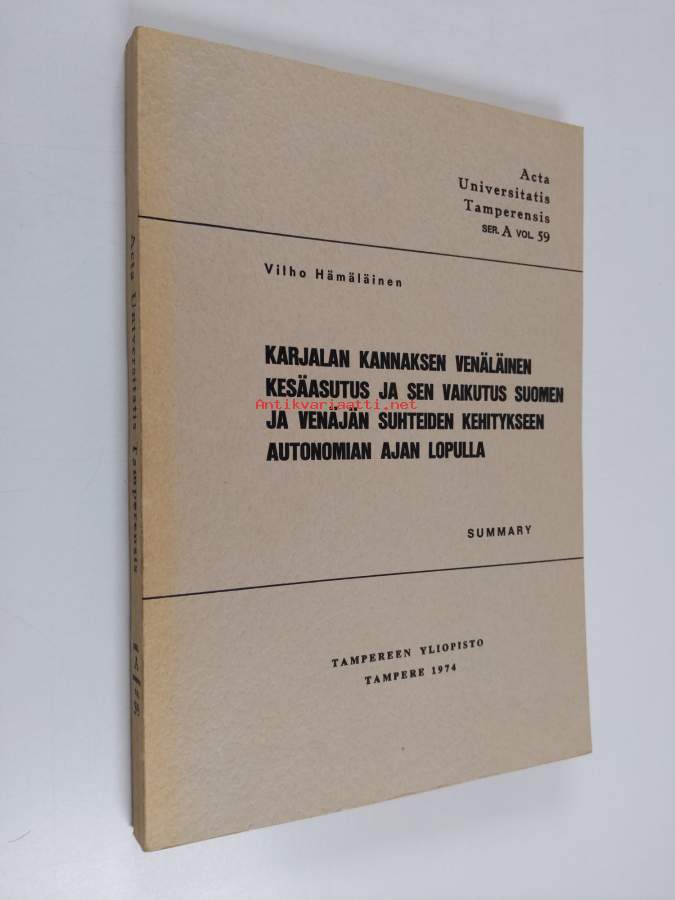 Acta
Universitatis
Tamperensis
SER. A VOL. 59
Vilho Hämäläinen
KARJALAN KANNAKSEN VENÄLÄINEN
KESÄASUTUS JA SEN VAIKUTUS SUOMEN
Antikvariaatti.net
JA VENÄJÄN SUHTEIDEN KEHITYKSEEN
AUTONOMIAN AJAN LOPULLA
SUMMARY
TAMPEREEN YLIOPISTO
TAMPERE 1974
Acta Universitatis Tamperensis